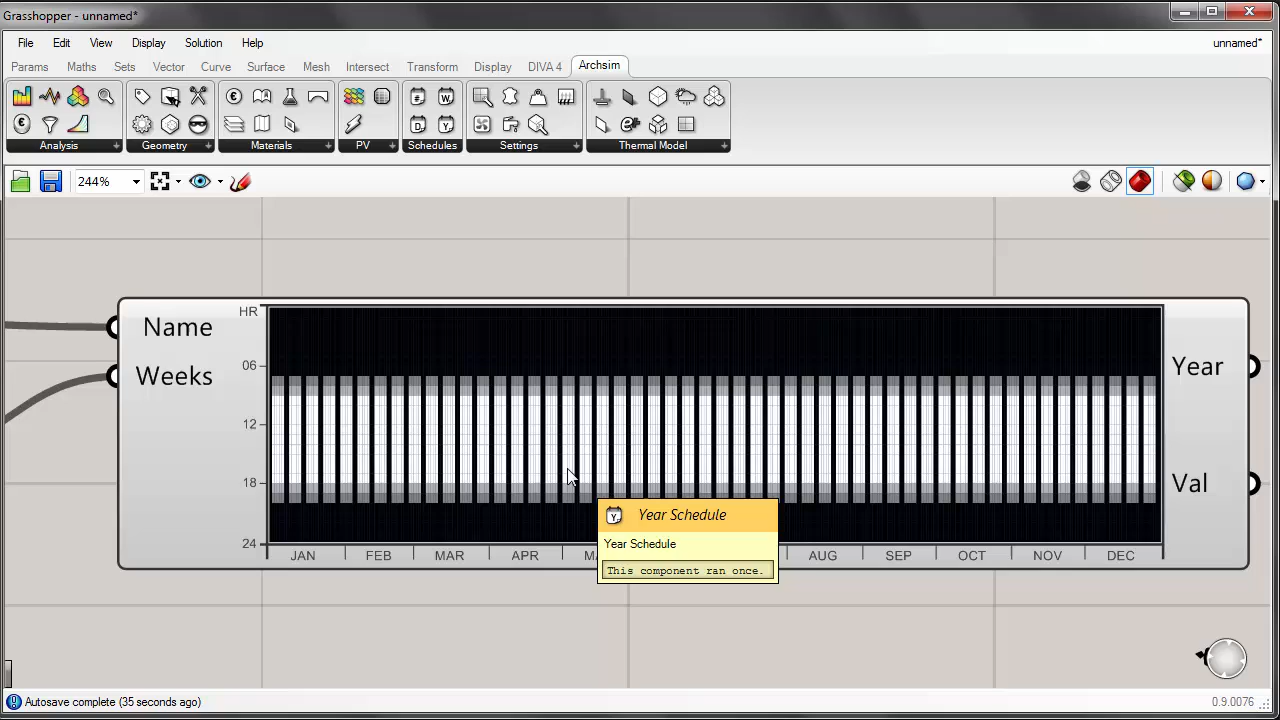 Grasshopper - unnamed*
File Edit View Display Solution Help unnamed*
Params Maths Sets Vector Curve Surface Mesh Intersect Transform Display DIVA 4 Archsim
# W
D Y
Analysis Geometry Materials PV Schedules Settings Thermal Model
244%
Name
Weeks
HR
06
12
18
24
JAN FEB MAR APR MA AUG SEP OCT NOV DEC
Year
Val
Year Schedule
Year Schedule
This component ran once.
Autosave complete (35 seconds ago) 0.9.0076